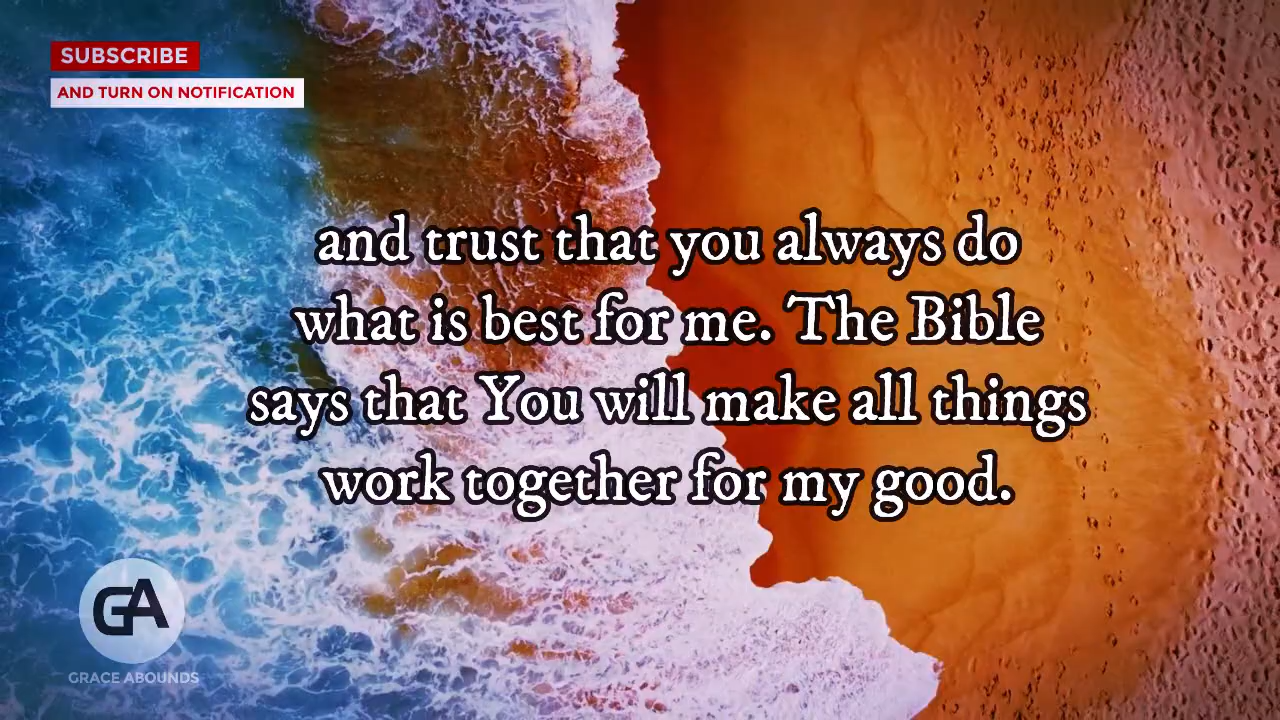 SUBSCRIBE
AND TURN ON NOTIFICATION
and trust that you always do
what is best for me. The Bible
says that You will make all things
work together for my good.
GA
GRACE ABOUNDS